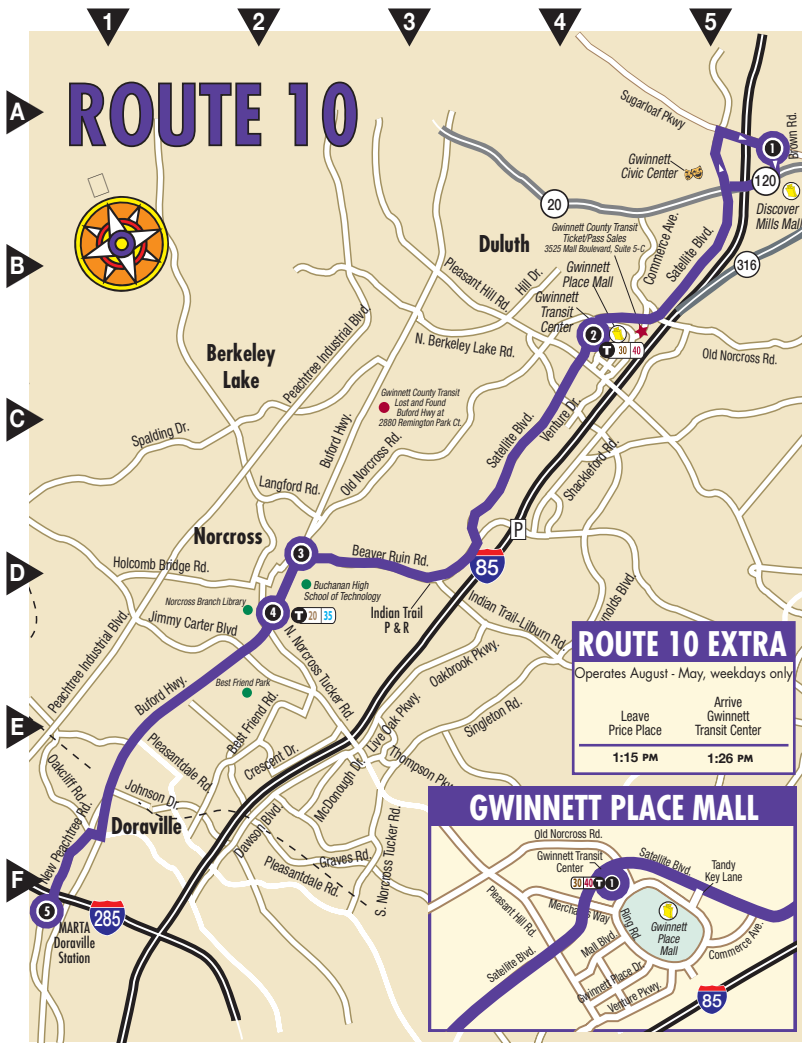 1
2
3
4
5
A
B
C
D
E
F
ROUTE 10
Sugarloaf Pkwy
Brown Rd.
1
Gwinnett
Civic Center
120
Discover
Mills Mall
20
Gwinnett County Transit
Ticket/Pass Sales
3525 Mall Boulevard, Suite 5-C
Commerce Ave.
Satellite Blvd.
316
Duluth
Pleasant Hill Rd.
Hill Dr.
Gwinnett
Place Mall
Gwinnett
Transit
Center
2
T 30 40
Old Norcross Rd.
N. Berkeley Lake Rd.
Berkeley
Lake
Peachtree Industrial Blvd.
Gwinnett County Transit
Lost and Found
Buford Hwy at
2880 Remington Park Ct.
Buford Hwy.
Old Norcross Rd.
Spalding Dr.
Langford Rd.
Satellite Blvd.
Venture Dr.
Shackleford Rd.
P
85
Norcross
3
Beaver Ruin Rd.
Holcomb Bridge Rd.
Buchanan High
School of Technology
Norcross Branch Library
4
T 20 35
Indian Trail
P & R
Indian Trail-Lilburn Rd.
nolds Blvd.
Jimmy Carter Blvd
Peachtree Industrial Blvd.
N. Norcross Tucker Rd.
Oakbrook Pkwy.
Buford Hwy.
Best Friend Park
Best Friend Rd.
Live Oak Pkwy.
Singleton Rd.
Pleasantdale Rd.
Crescent Dr.
McDonough Dr.
Thompson Pkw
Oakcliff Rd.
Johnson Dr.
New Peachtree Rd.
Doraville
Dawson Blvd.
Graves Rd.
Pleasantdale Rd.
S. Norcross Tucker Rd.
5
285
MARTA
Doraville
Station
ROUTE 10 EXTRA
Operates August - May, weekdays only
Leave
Price Place
Arrive
Gwinnett
Transit Center
1:15 PM
1:26 PM
GWINNETT PLACE MALL
Old Norcross Rd.
Gwinnett Transit
Center
Satellite Blvd.
Tandy
Key Lane
30 40 T 1
Pleasant Hill Rd.
Merchants Way
Ring Rd
Gwinnett
Place
Mall
Mall Blvd.
Commerce Ave.
Satellite Blvd.
Gwinnett Place Dr.
Venture Pkwy.
85